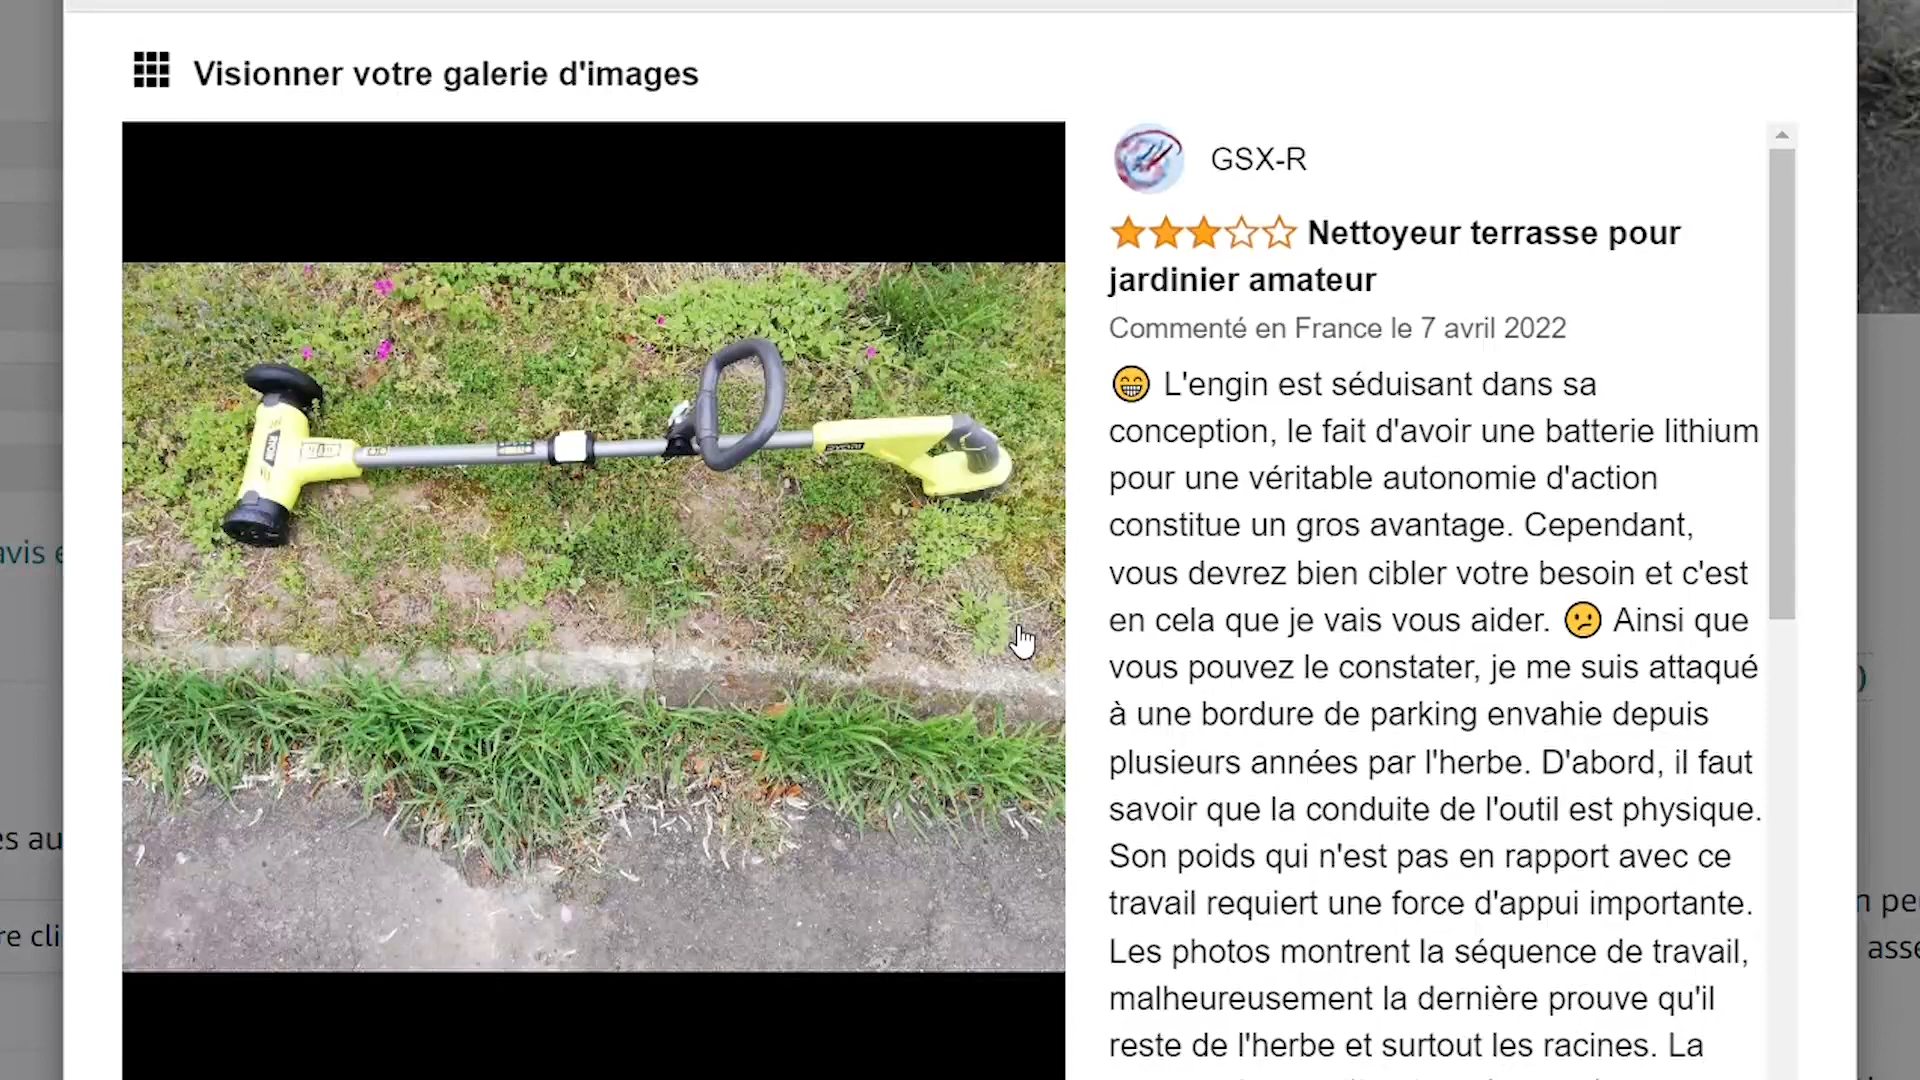 Visionner votre galerie d'images
GSX-R
Nettoyeur terrasse pour
jardinier amateur
Commenté en France le 7 avril 2022
L'engin est séduisant dans sa
conception, le fait d'avoir une batterie lithium
pour une véritable autonomie d'action
constitue un gros avantage. Cependant,
vous devrez bien cibler votre besoin et c'est
en cela que je vais vous aider. 🫤 Ainsi que
vous pouvez le constater, je me suis attaqué
à une bordure de parking envahie depuis
plusieurs années par l'herbe. D'abord, il faut
savoir que la conduite de l'outil est physique.
Son poids qui n'est pas en rapport avec ce
travail requiert une force d'appui importante.
Les photos montrent la séquence de travail,
malheureusement la dernière prouve qu'il
reste de l'herbe et surtout les racines. La
RYOBI
avis
es au
re cli